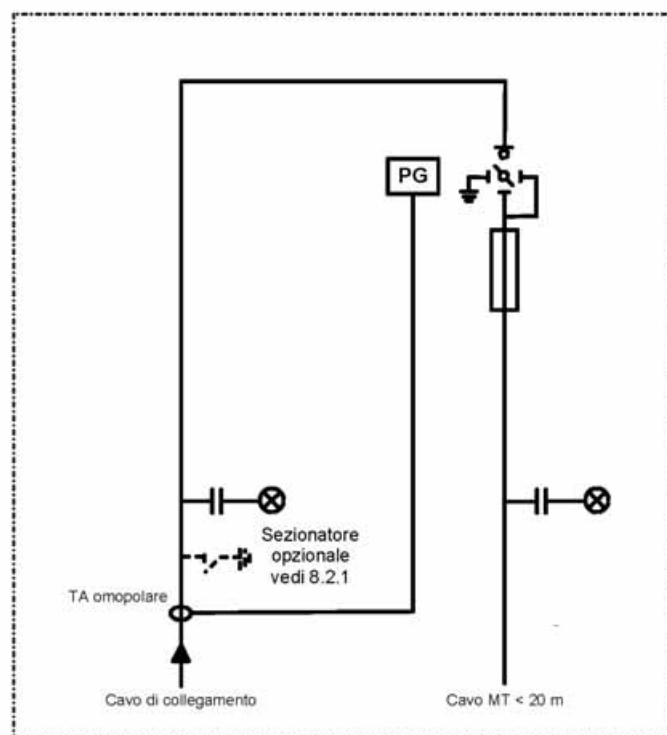 PG
Sezionatore
opzionale
vedi 8.2.1
TA omopolare
Cavo di collegamento
Cavo MT < 20 m